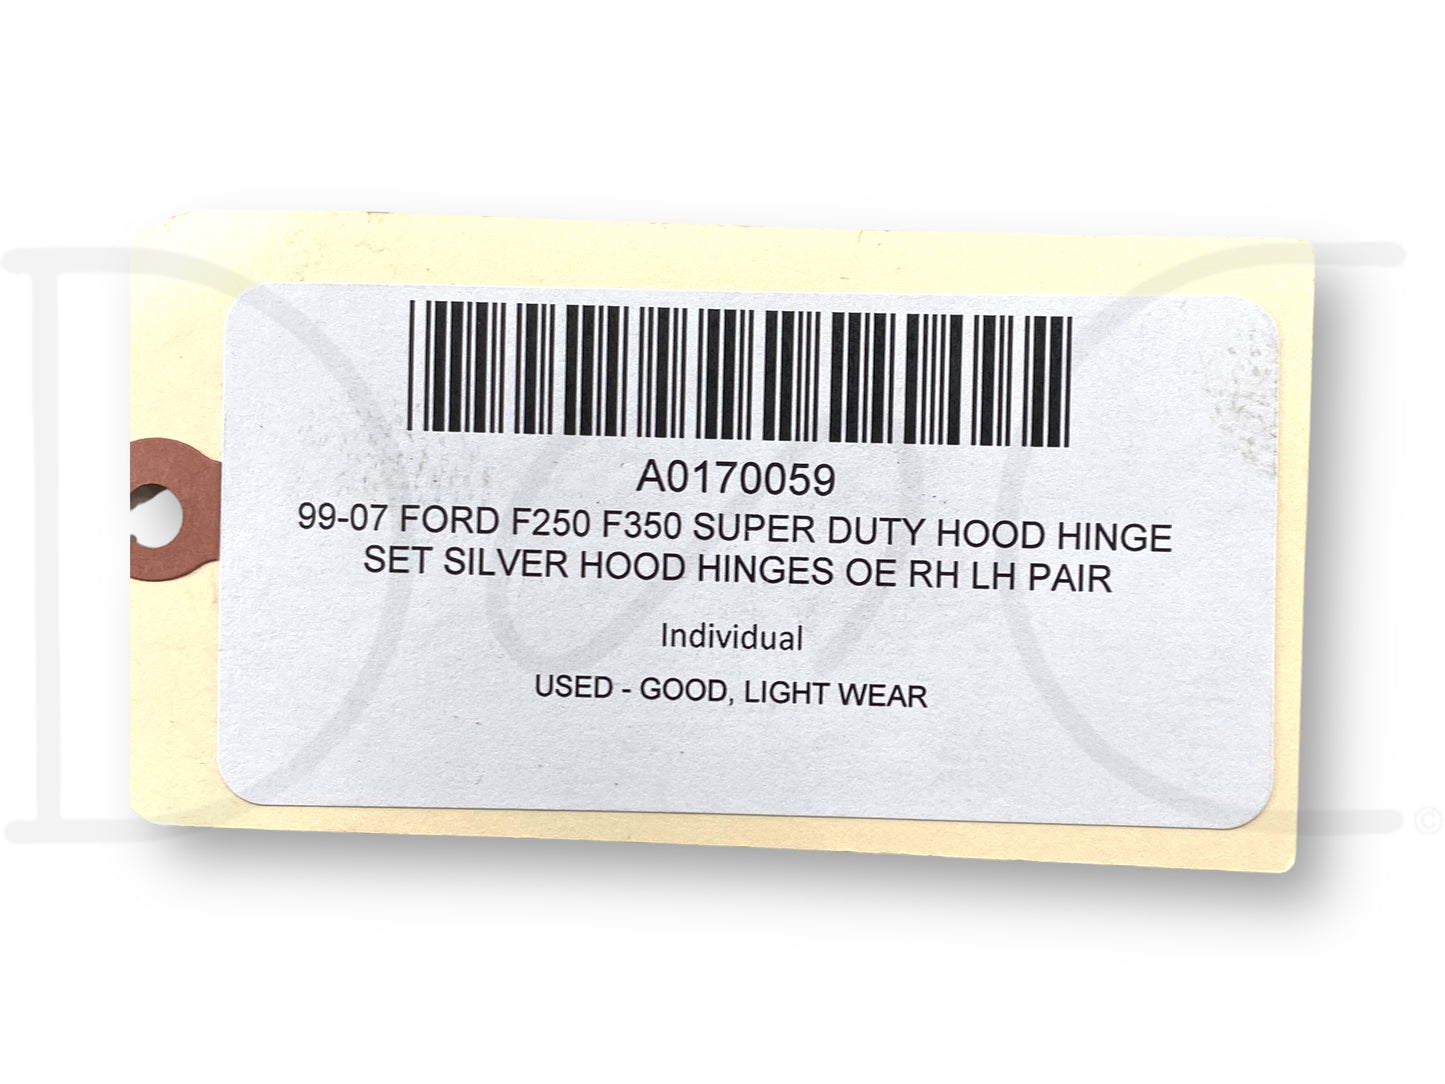 A0170059
99-07 FORD F250 F350 SUPER DUTY HOOD HINGE
SET SILVER HOOD HINGES OE RH LH PAIR
Individual
USED - GOOD, LIGHT WEAR
©